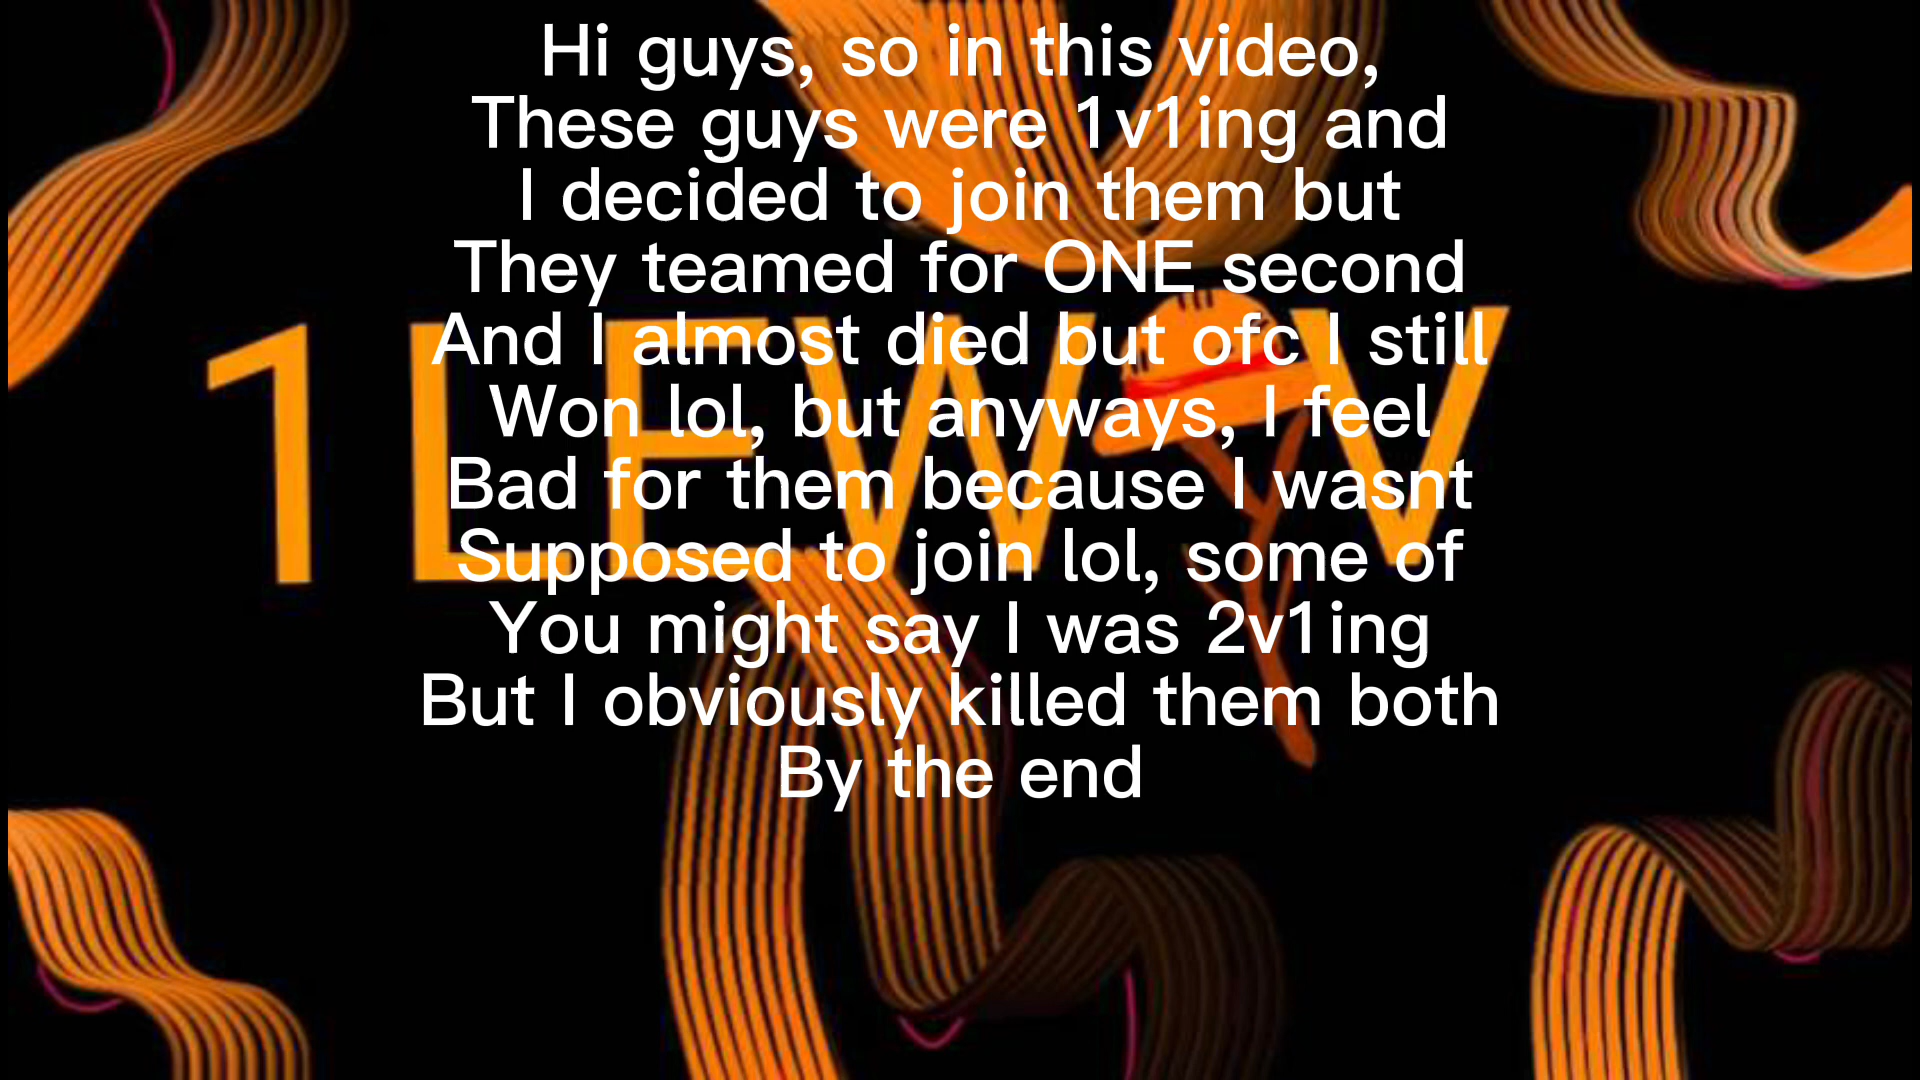 Hi guys, so in this video,
These guys were 1v1ing and
I decided to join them but
They teamed for ONE second
And I almost died but ofc I still
Won lol, but anyways, I feel
Bad for them because I wasnt
Supposed to join lol, some of
You might say I was 2v1ing
But I obviously killed them both
By the end
1LEW V